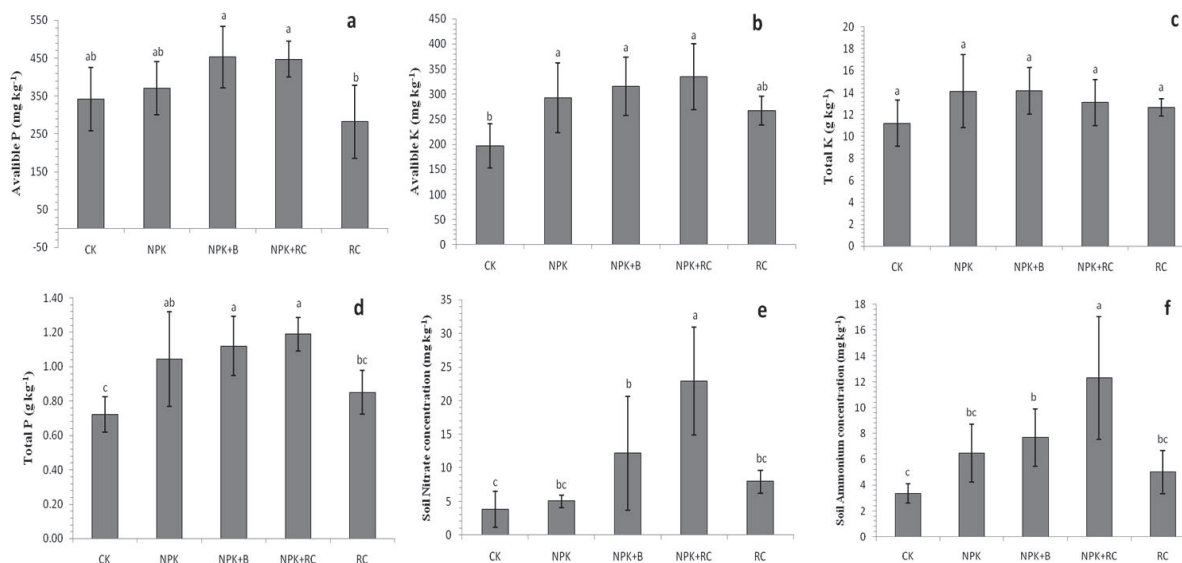 a
Avalible P (mg kg⁻¹)
550
450
350
250
150
50
-50
ab
ab
a
a
b
CK NPK NPK+B NPK+RC RC
b
Avalible K (mg kg⁻¹)
450
400
350
300
250
200
150
100
50
0
b
a
a
a
ab
CK NPK NPK+B NPK+RC RC
c
Total K (g kg⁻¹)
20
18
16
14
12
10
8
6
4
2
0
a
a
a
a
a
CK NPK NPK+B NPK+RC RC
d
Total P (g kg⁻¹)
1.40
1.20
1.00
0.80
0.60
0.40
0.20
0.00
c
ab
a
a
bc
CK NPK NPK+B NPK+RC RC
e
Soil Nitrate concentration (mg kg⁻¹)
35
30
25
20
15
10
5
0
c
bc
b
a
bc
CK NPK NPK+B NPK+RC RC
f
Soil Ammonium concentration (mg kg⁻¹)
18
16
14
12
10
8
6
4
2
0
c
bc
b
a
bc
CK NPK NPK+B NPK+RC RC